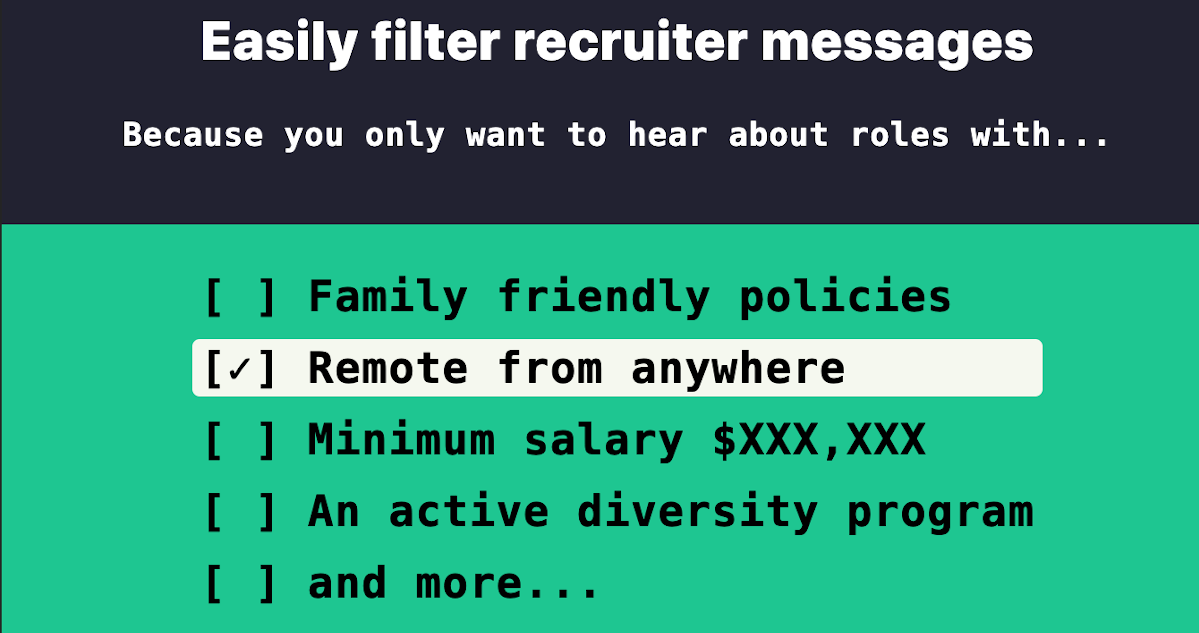 Easily filter recruiter messages
Because you only want to hear about roles with...
[ ] Family friendly policies
[✓] Remote from anywhere
[ ] Minimum salary $XXX,XXX
[ ] An active diversity program
[ ] and more...